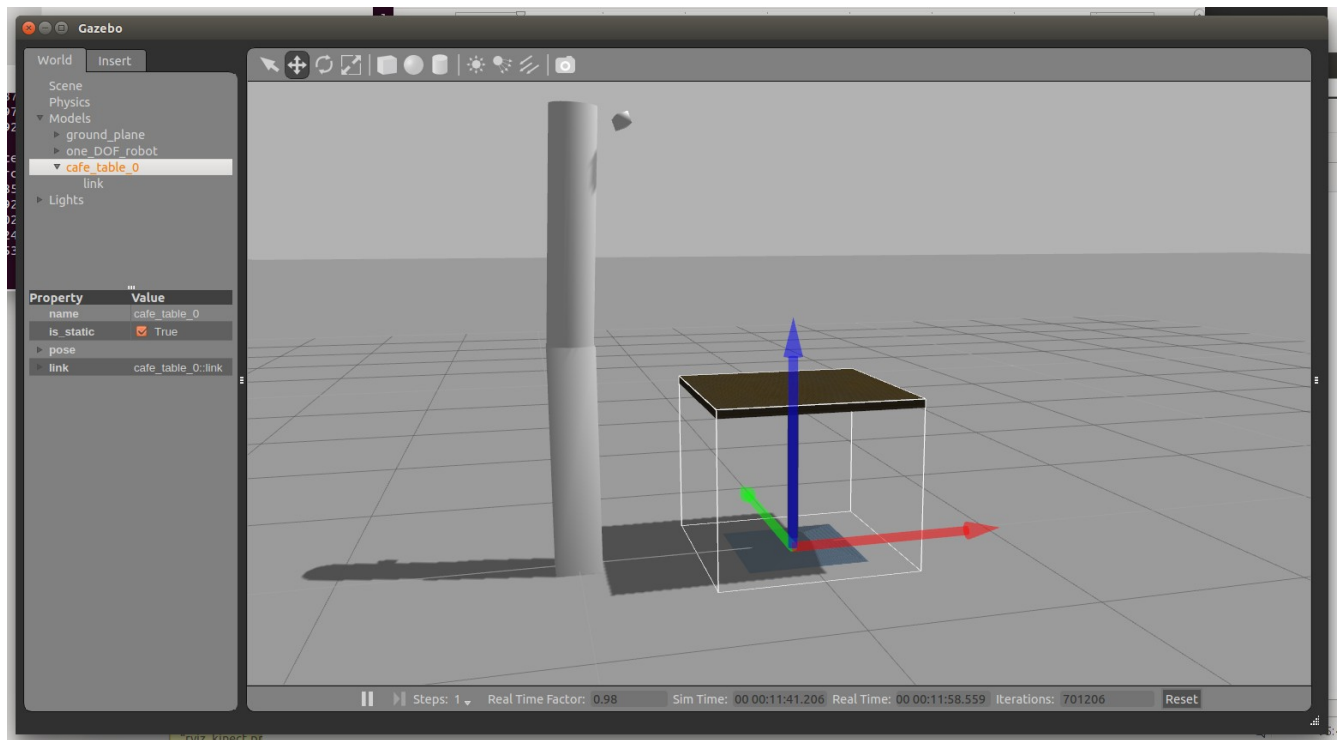 Gazebo
World Insert
Scene
Physics
Models
ground_plane
one_DOF_robot
cafe_table_0
link
Lights
Property Value
name cafe_table_0
is_static True
pose
link cafe_table_0::link
Steps: 1 Real Time Factor: 0.98 Sim Time: 00 00:11:41.206 Real Time: 00 00:11:58.559 Iterations: 701206 Reset